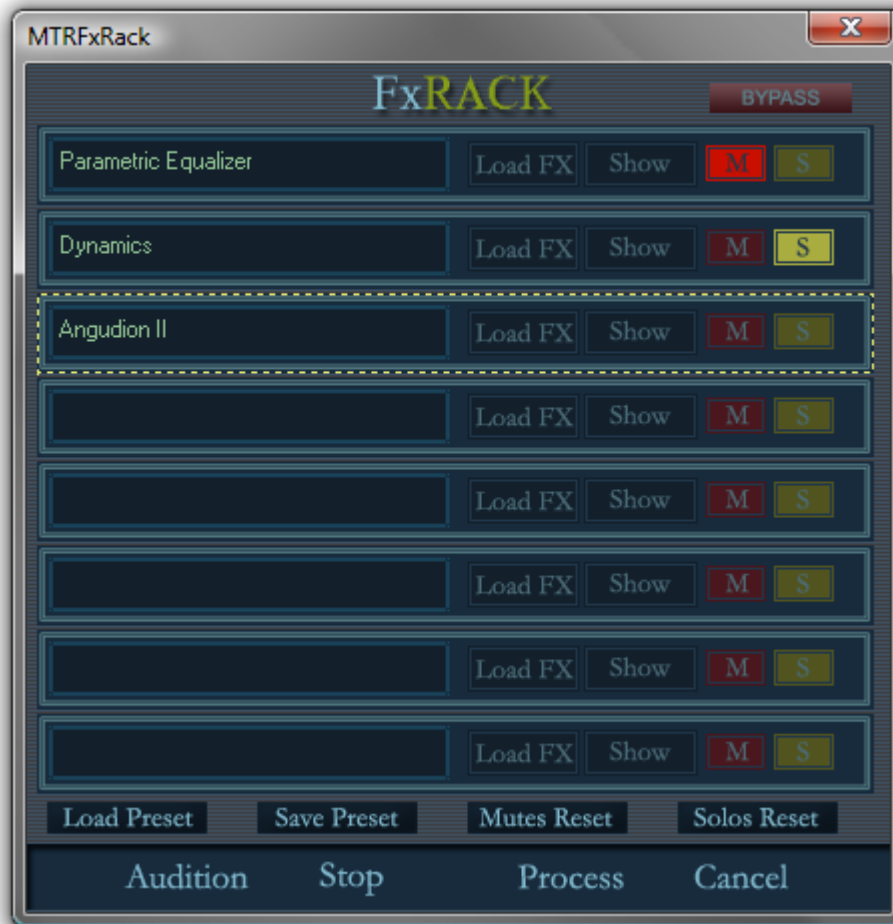 MTRFxRack
FxRACK
BYPASS
Parametric Equalizer Load FX Show M S
Dynamics Load FX Show M S
Angudion II Load FX Show M S
Load FX Show M S
Load FX Show M S
Load FX Show M S
Load FX Show M S
Load FX Show M S
Load Preset Save Preset Mutes Reset Solos Reset
Audition Stop Process Cancel